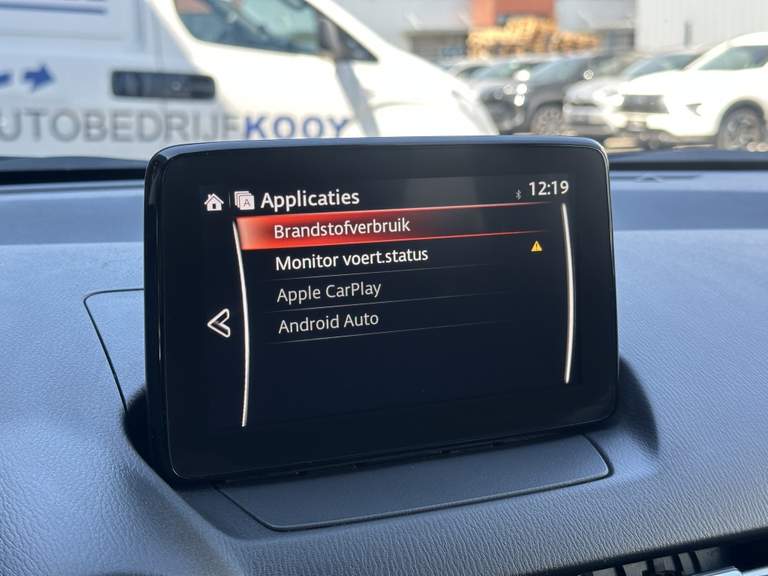 UTOBEDRIJF KOOY
Applicaties
12:19
Brandstofverbruik
Monitor voert.status
Apple CarPlay
Android Auto